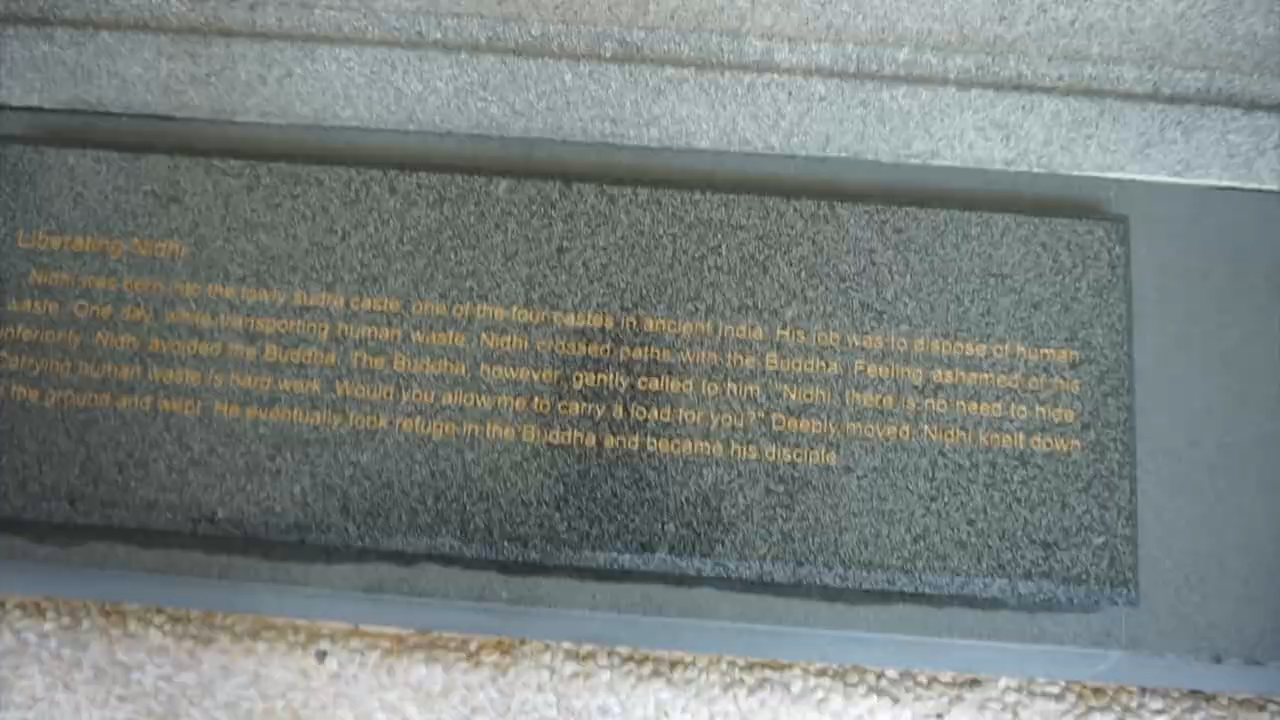 Liberating Nidhi
Nidhi was born into the lowly sudra caste, one of the four castes in ancient India. His job was to dispose of human
waste. One day, while transporting human waste, Nidhi crossed paths with the Buddha. Feeling ashamed of his
inferiority, Nidhi avoided the Buddha. The Buddha, however, gently called to him, "Nidhi, there is no need to hide.
Carrying human waste is hard work. Would you allow me to carry a load for you?" Deeply moved, Nidhi knelt down
the ground and wept. He eventually took refuge in the Buddha and became his disciple.